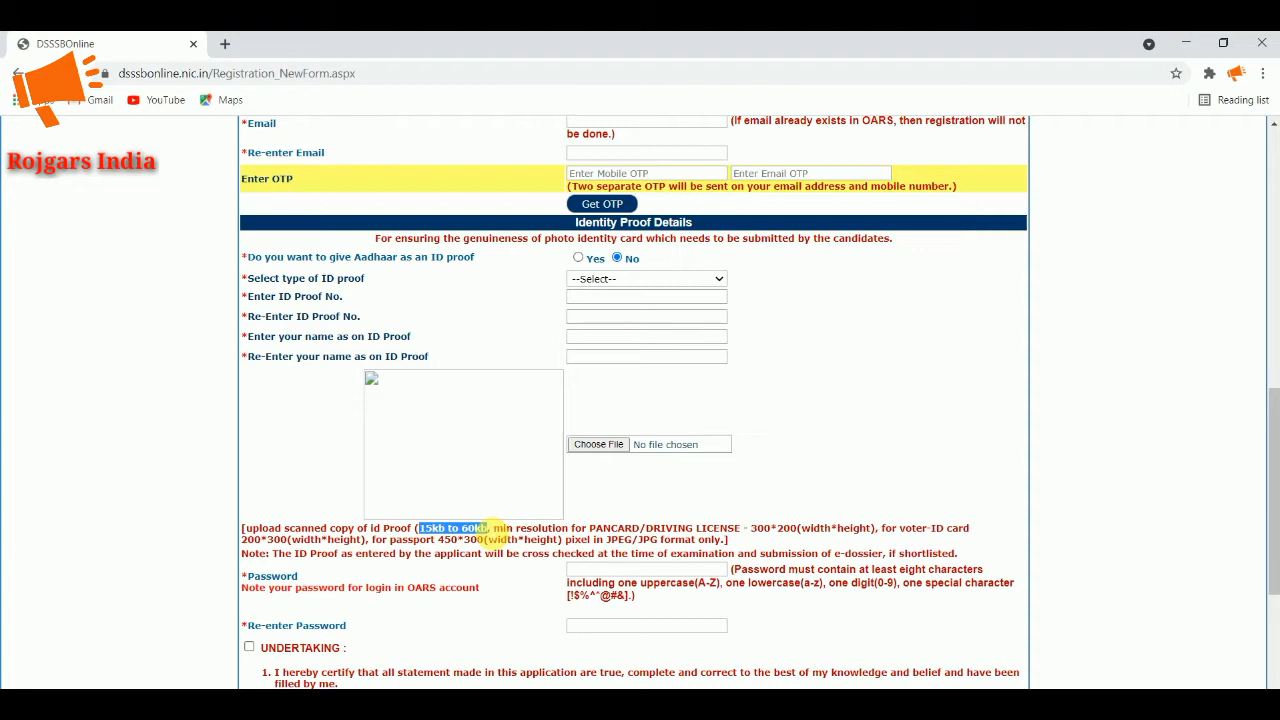 DSSSBOnline
dsssbonline.nic.in/Registration_NewForm.aspx
Gmail YouTube Maps Reading list
Rojgars India
*Email (If email already exists in OARS, then registration will not be done.)
*Re-enter Email
Enter OTP Enter Mobile OTP Enter Email OTP
(Two separate OTP will be sent on your email address and mobile number.)
Get OTP
Identity Proof Details
For ensuring the genuineness of photo identity card which needs to be submitted by the candidates.
*Do you want to give Aadhaar as an ID proof Yes No
*Select type of ID proof --Select--
*Enter ID Proof No.
*Re-Enter ID Proof No.
*Enter your name as on ID Proof
*Re-Enter your name as on ID Proof
Choose File No file chosen
[upload scanned copy of id Proof (15kb to 60kb, min resolution for PANCARD/DRIVING LICENSE - 300*200(width*height), for voter-ID card
200*300(width*height), for passport 450*300(width*height) pixel in JPEG/JPG format only.]
Note: The ID Proof as entered by the applicant will be cross checked at the time of examination and submission of e-dossier, if shortlisted.
*Password (Password must contain at least eight characters
Note your password for login in OARS account including one uppercase(A-Z), one lowercase(a-z), one digit(0-9), one special character
[!$%^*@#&].)
*Re-enter Password
UNDERTAKING :
1. I hereby certify that all statement made in this application are true, complete and correct to the best of my knowledge and belief and have been
filled by me.